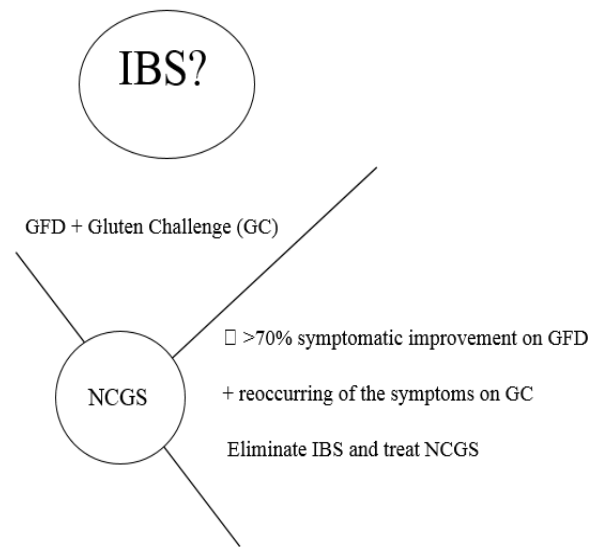 IBS?
GFD + Gluten Challenge (GC)
□ >70% symptomatic improvement on GFD
NCGS
+ reoccurring of the symptoms on GC
Eliminate IBS and treat NCGS